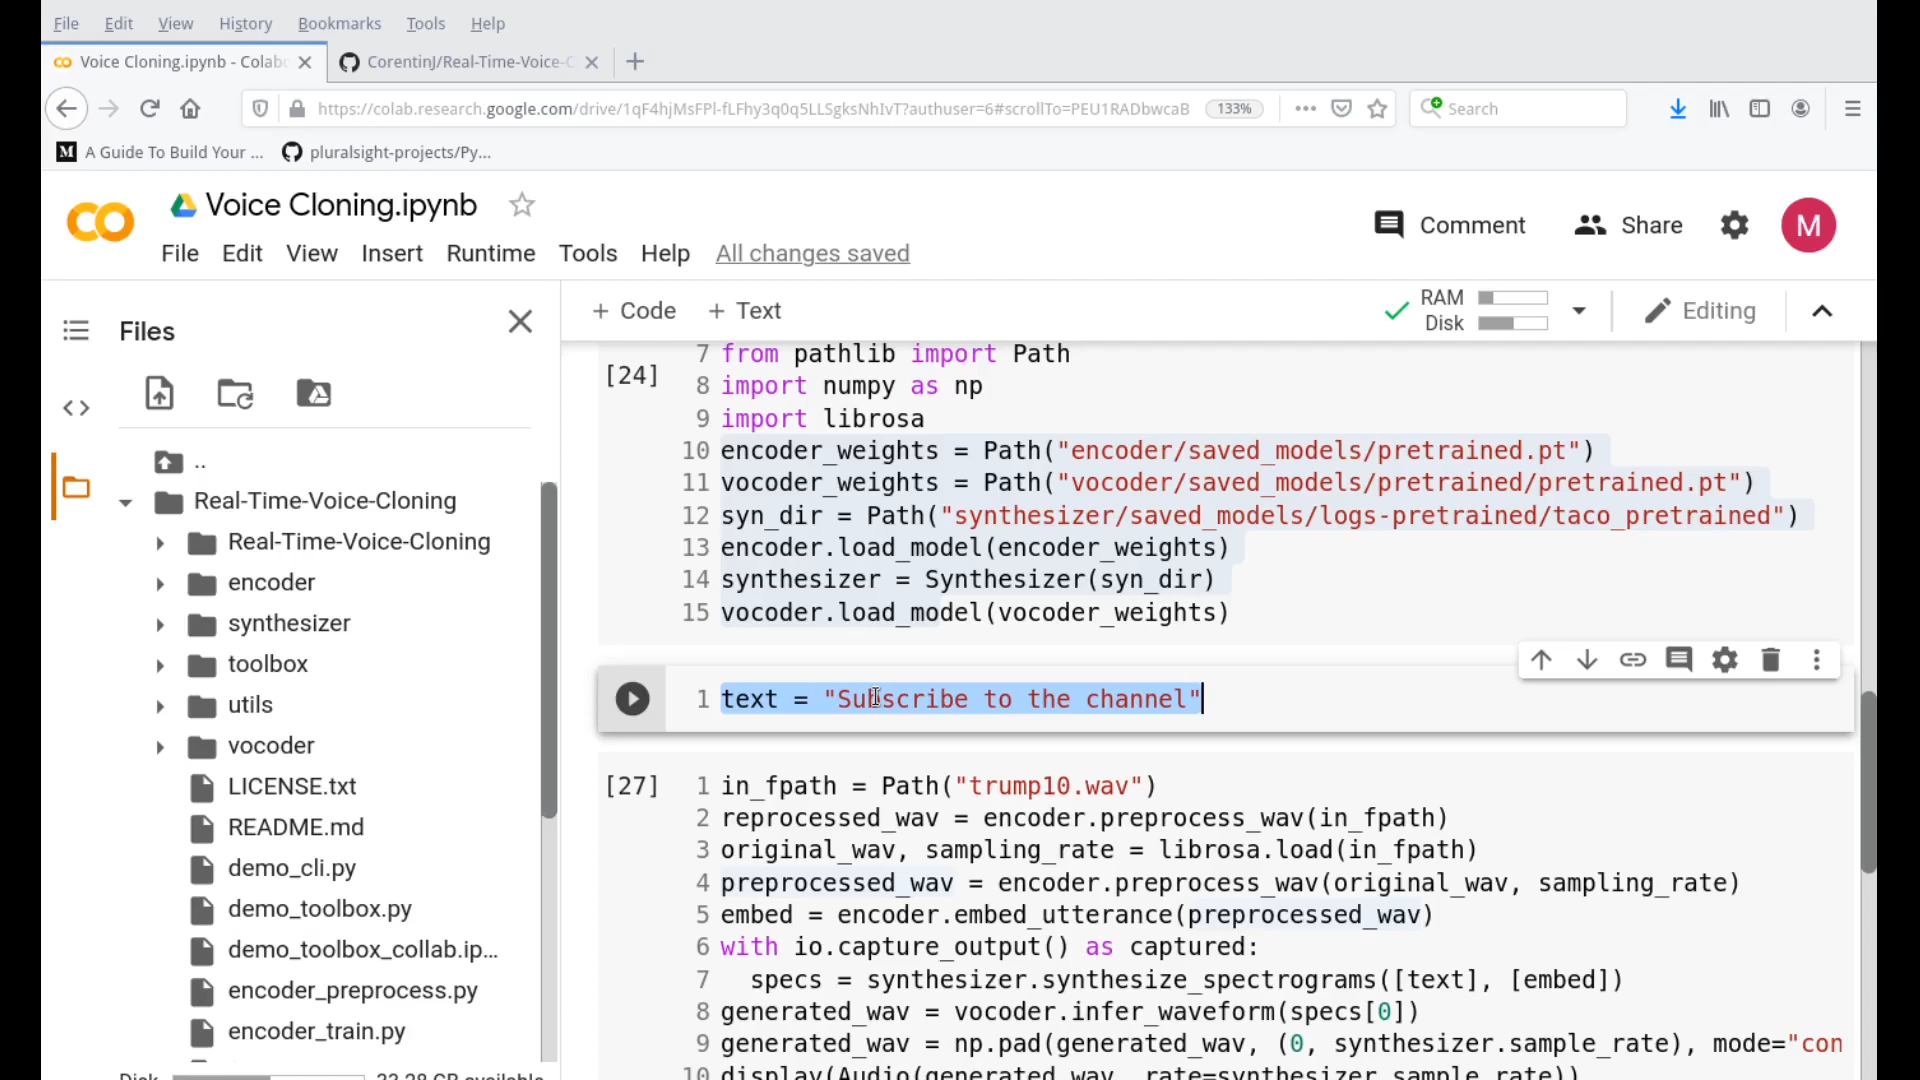 File Edit View History Bookmarks Tools Help
Voice Cloning.ipynb - Colab
CorentinJ/Real-Time-Voice-C
https://colab.research.google.com/drive/1qF4hjMsFPl-fLFhy3q0q5LLSgksNhIvT?authuser=6#scrollTo=PEU1RADbwcaB 133% Search
M A Guide To Build Your ... pluralsight-projects/Py...
Voice Cloning.ipynb
Comment Share M
File Edit View Insert Runtime Tools Help All changes saved
Files
+ Code + Text
RAM
Disk
Editing
..
Real-Time-Voice-Cloning
Real-Time-Voice-Cloning
encoder
synthesizer
toolbox
utils
vocoder
LICENSE.txt
README.md
demo_cli.py
demo_toolbox.py
demo_toolbox_collab.ip...
encoder_preprocess.py
encoder_train.py
Disk 33.28 GB available
[24]
7 from pathlib import Path
8 import numpy as np
9 import librosa
10 encoder_weights = Path("encoder/saved_models/pretrained.pt")
11 vocoder_weights = Path("vocoder/saved_models/pretrained/pretrained.pt")
12 syn_dir = Path("synthesizer/saved_models/logs-pretrained/taco_pretrained")
13 encoder.load_model(encoder_weights)
14 synthesizer = Synthesizer(syn_dir)
15 vocoder.load_model(vocoder_weights)
1 text = "Subscribe to the channel"
[27]
1 in_fpath = Path("trump10.wav")
2 reprocessed_wav = encoder.preprocess_wav(in_fpath)
3 original_wav, sampling_rate = librosa.load(in_fpath)
4 preprocessed_wav = encoder.preprocess_wav(original_wav, sampling_rate)
5 embed = encoder.embed_utterance(preprocessed_wav)
6 with io.capture_output() as captured:
7 specs = synthesizer.synthesize_spectrograms([text], [embed])
8 generated_wav = vocoder.infer_waveform(specs[0])
9 generated_wav = np.pad(generated_wav, (0, synthesizer.sample_rate), mode="con
10 display(Audio(generated_wav, rate=synthesizer.sample_rate))